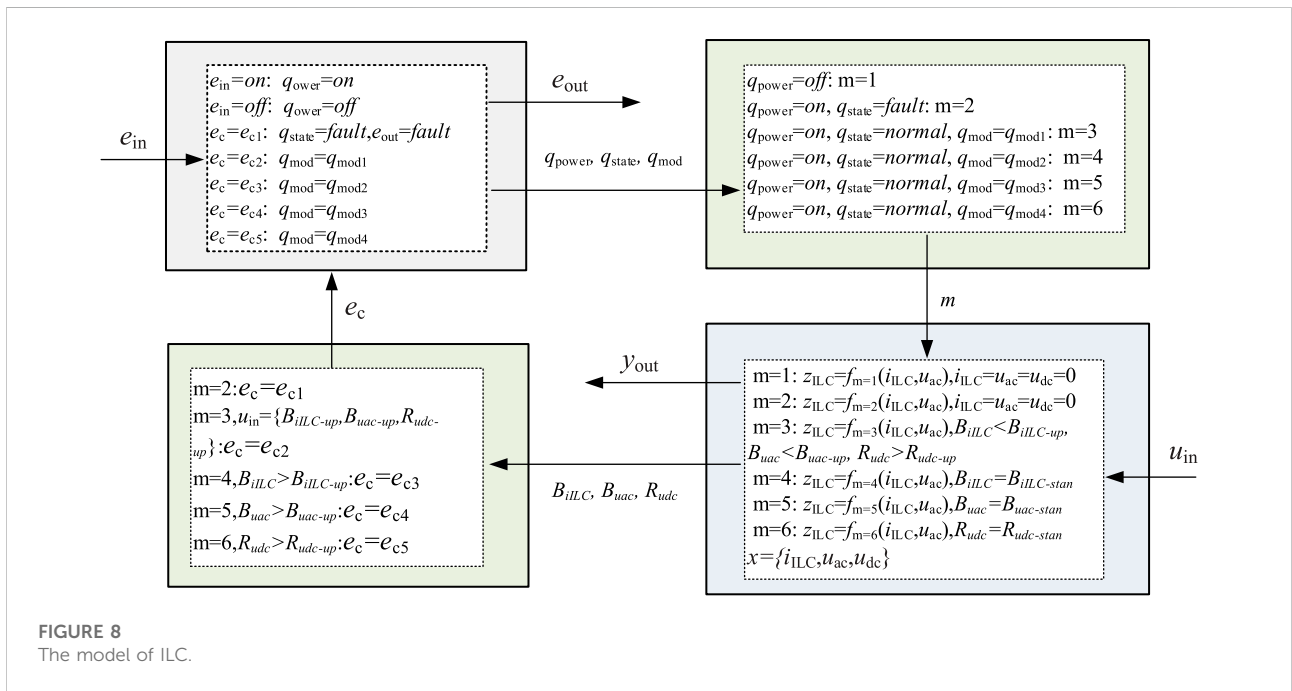 e_in
e_in=on: q_ower=on
e_in=off: q_ower=off
e_c=e_c1: q_state=fault,e_out=fault
e_c=e_c2: q_mod=q_mod1
e_c=e_c3: q_mod=q_mod2
e_c=e_c4: q_mod=q_mod3
e_c=e_c5: q_mod=q_mod4
e_out
q_power, q_state, q_mod
q_power=off: m=1
q_power=on, q_state=fault: m=2
q_power=on, q_state=normal, q_mod=q_mod1: m=3
q_power=on, q_state=normal, q_mod=q_mod2: m=4
q_power=on, q_state=normal, q_mod=q_mod3: m=5
q_power=on, q_state=normal, q_mod=q_mod4: m=6
m
e_c
m=2:e_c=e_c1
m=3,u_in={B_iILC-up,B_uac-up,R_udc-
up}:e_c=e_c2
m=4,B_iILC>B_iILC-up:e_c=e_c3
m=5,B_uac>B_uac-up:e_c=e_c4
m=6,R_udc>R_udc-up:e_c=e_c5
y_out
B_iILC, B_uac, R_udc
m=1: z_ILC=f_m=1(i_ILC,u_ac),i_ILC=u_ac=u_dc=0
m=2: z_ILC=f_m=2(i_ILC,u_ac),i_ILC=u_ac=u_dc=0
m=3: z_ILC=f_m=3(i_ILC,u_ac),B_iILC<B_iILC-up,
B_uac<B_uac-up, R_udc>R_udc-up
m=4: z_ILC=f_m=4(i_ILC,u_ac),B_iILC=B_iILC-stan
m=5: z_ILC=f_m=5(i_ILC,u_ac),B_uac=B_uac-stan
m=6: z_ILC=f_m=6(i_ILC,u_ac),R_udc=R_udc-stan
x={i_ILC,u_ac,u_dc}
u_in
FIGURE 8
The model of ILC.